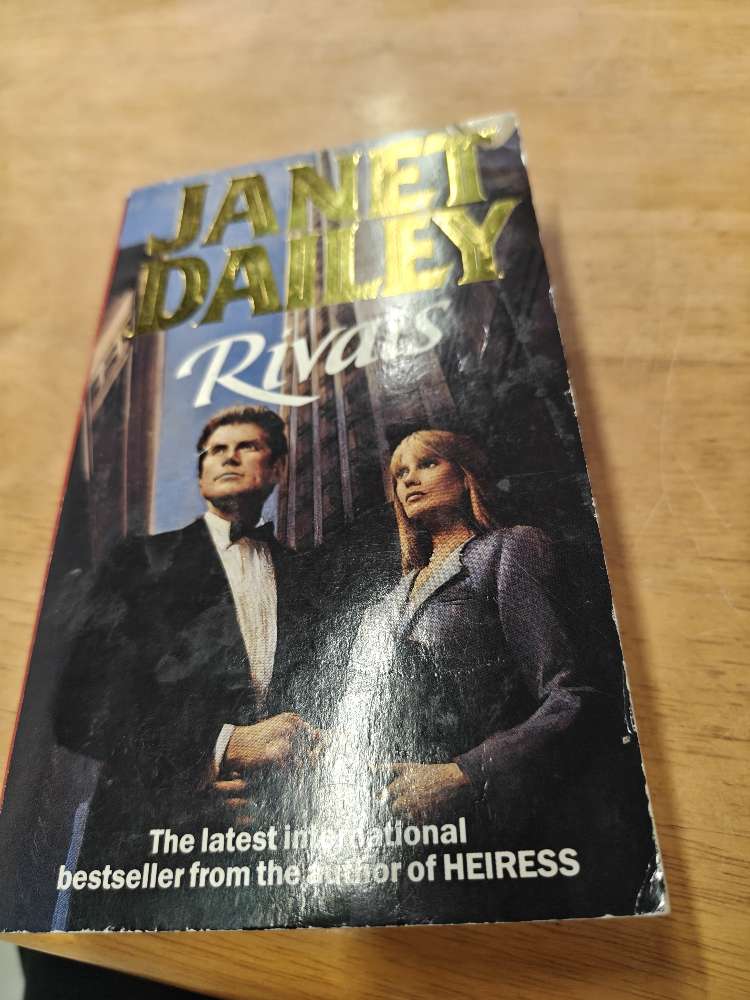 JANET
DAILEY
Rivals
The latest international
bestseller from the author of HEIRESS